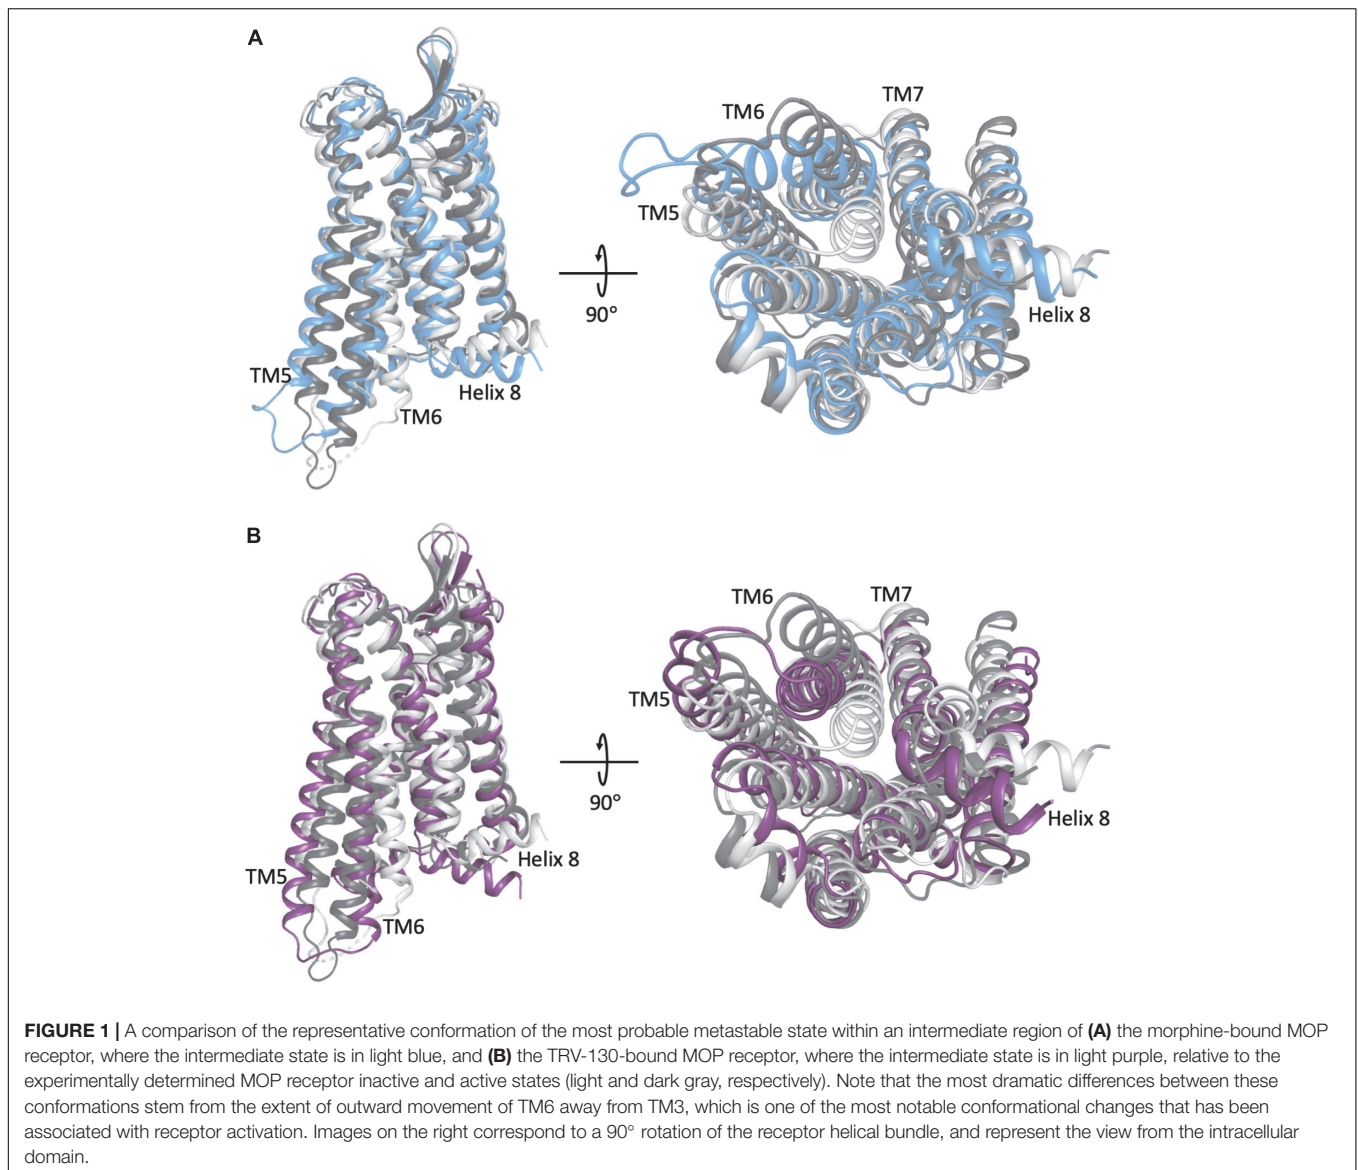 A
TM6
TM7
TM5
90°
Helix 8
TM5
Helix 8
TM6
B
TM6
TM7
TM5
90°
Helix 8
Helix 8
TM5
TM6
FIGURE 1 | A comparison of the representative conformation of the most probable metastable state within an intermediate region of (A) the morphine-bound MOP
receptor, where the intermediate state is in light blue, and (B) the TRV-130-bound MOP receptor, where the intermediate state is in light purple, relative to the
experimentally determined MOP receptor inactive and active states (light and dark gray, respectively). Note that the most dramatic differences between these
conformations stem from the extent of outward movement of TM6 away from TM3, which is one of the most notable conformational changes that has been
associated with receptor activation. Images on the right correspond to a 90° rotation of the receptor helical bundle, and represent the view from the intracellular
domain.